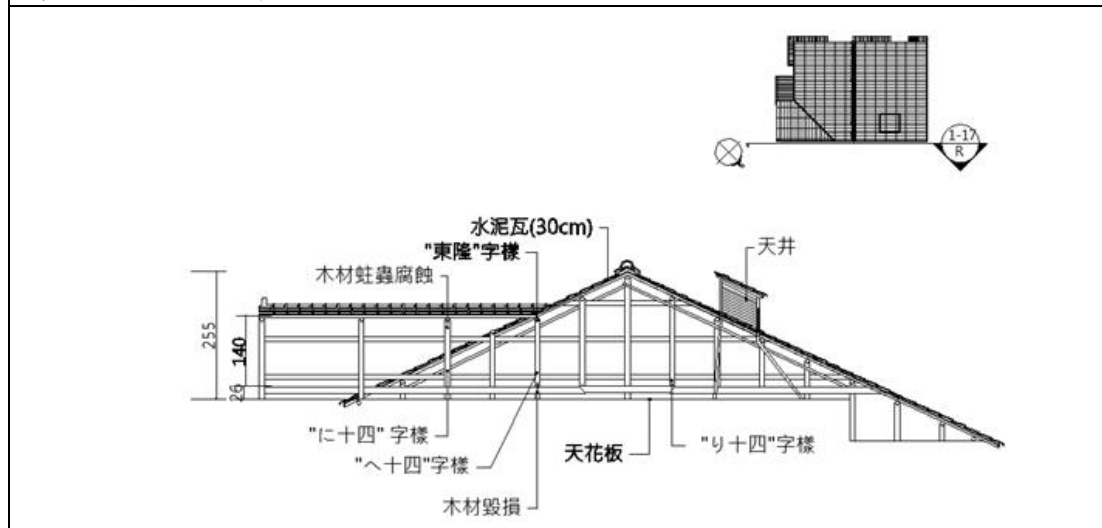 1-17
R
水泥瓦(30cm)
"東隆"字樣
天井
木材蛀蟲腐蝕
255
140
26
"に十四" 字樣
"へ十四"字樣
天花板
"り十四"字樣
木材毀損